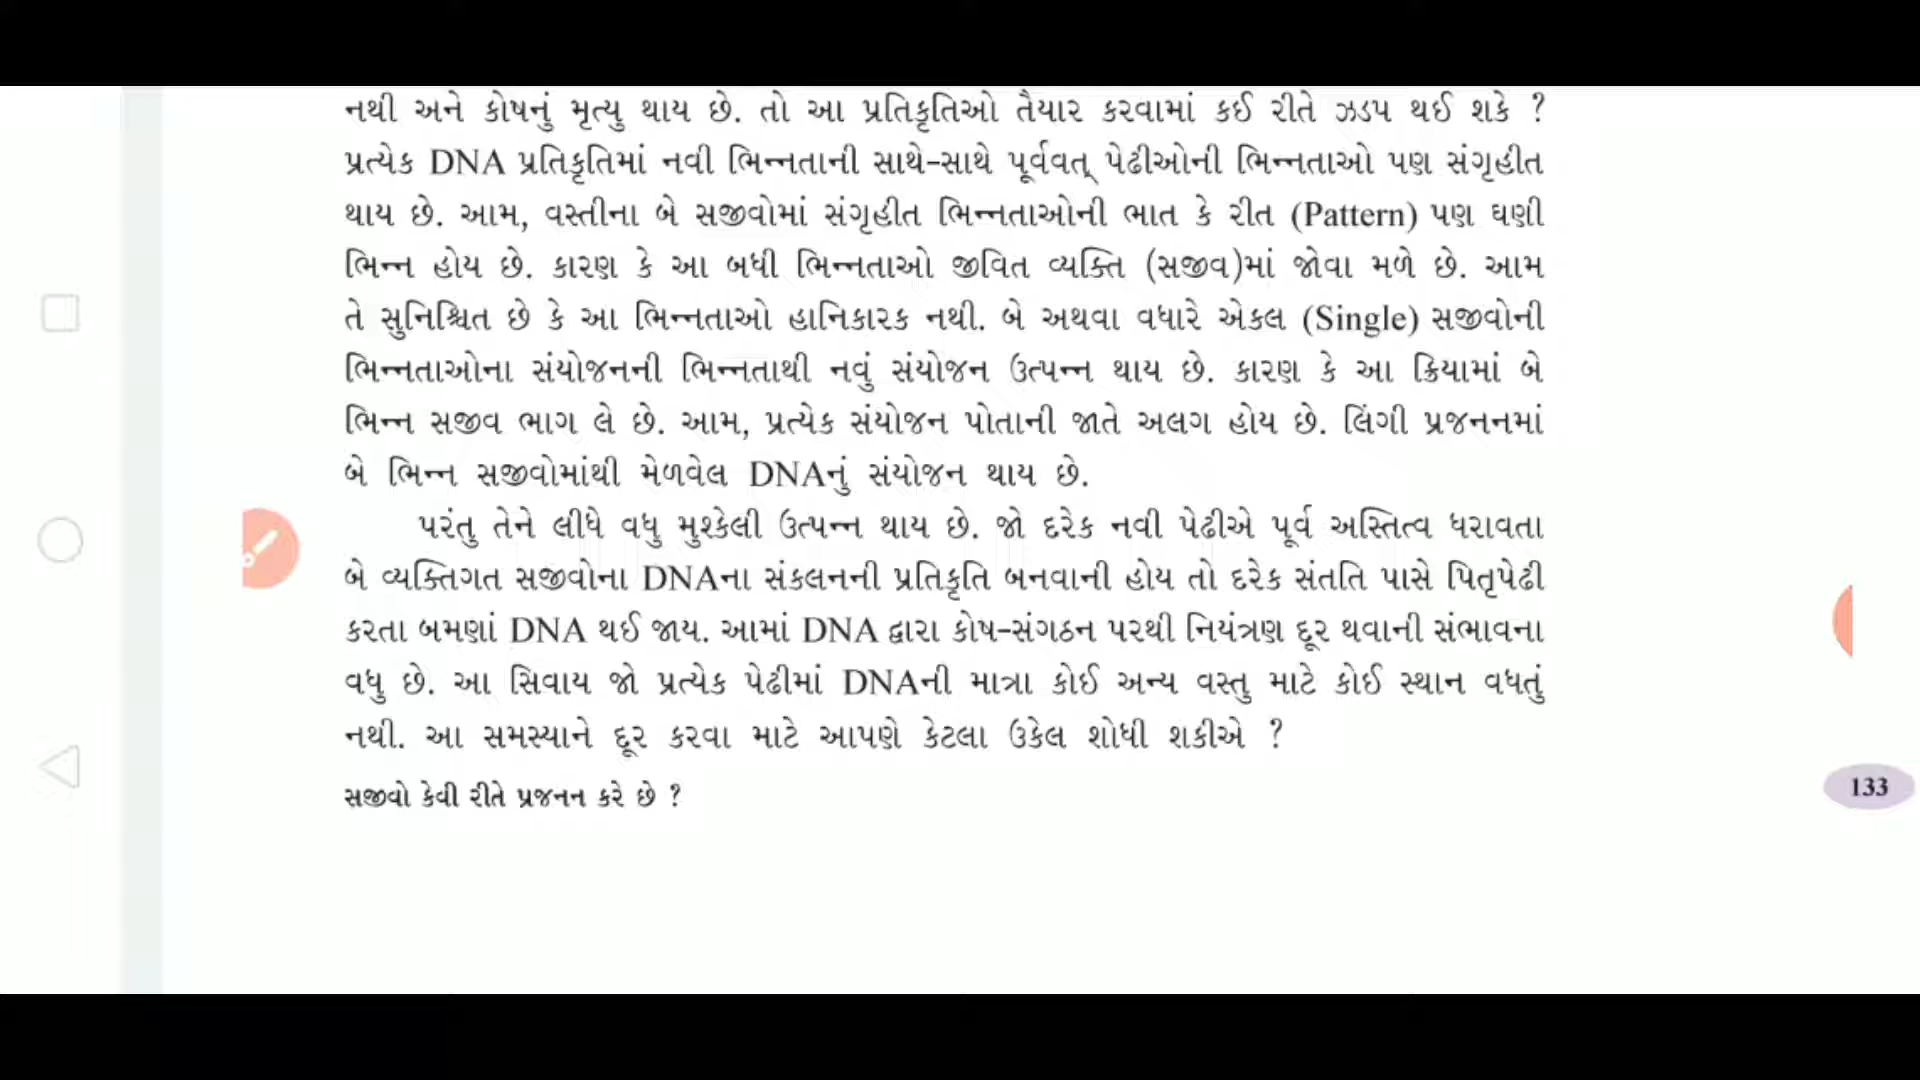 નથી અને કોષનું મૃત્યુ થાય છે. તો આ પ્રતિકૃતિઓ તૈયાર કરવામાં કઈ રીતે ઝડપ થઈ શકે ?
પ્રત્યેક DNA પ્રતિકૃતિમાં નવી ભિન્નતાની સાથે-સાથે પૂર્વવત્ પેઢીઓની ભિન્નતાઓ પણ સંગૃહીત
થાય છે. આમ, વસ્તીના બે સજીવોમાં સંગૃહીત ભિન્નતાઓની ભાત કે રીત (Pattern) પણ ઘણી
ભિન્ન હોય છે. કારણ કે આ બધી ભિન્નતાઓ જીવિત વ્યક્તિ (સજીવ)માં જોવા મળે છે. આમ
તે સુનિશ્ચિત છે કે આ ભિન્નતાઓ હાનિકારક નથી. બે અથવા વધારે એકલ (Single) સજીવોની
ભિન્નતાઓના સંયોજનની ભિન્નતાથી નવું સંયોજન ઉત્પન્ન થાય છે. કારણ કે આ ક્રિયામાં બે
ભિન્ન સજીવ ભાગ લે છે. આમ, પ્રત્યેક સંયોજન પોતાની જાતે અલગ હોય છે. લિંગી પ્રજનનમાં
બે ભિન્ન સજીવોમાંથી મેળવેલ DNAનું સંયોજન થાય છે.
પરંતુ તેને લીધે વધુ મુશ્કેલી ઉત્પન્ન થાય છે. જો દરેક નવી પેઢીએ પૂર્વ અસ્તિત્વ ધરાવતા
બે વ્યક્તિગત સજીવોના DNAના સંકલનની પ્રતિકૃતિ બનવાની હોય તો દરેક સંતતિ પાસે પિતૃપેઢી
કરતા બમણાં DNA થઈ જાય. આમાં DNA દ્વારા કોષ-સંગઠન પરથી નિયંત્રણ દૂર થવાની સંભાવના
વધુ છે. આ સિવાય જો પ્રત્યેક પેઢીમાં DNAની માત્રા કોઈ અન્ય વસ્તુ માટે કોઈ સ્થાન વધતું
નથી. આ સમસ્યાને દૂર કરવા માટે આપણે કેટલા ઉકેલ શોધી શકીએ ?
સજીવો કેવી રીતે પ્રજનન કરે છે ?
133